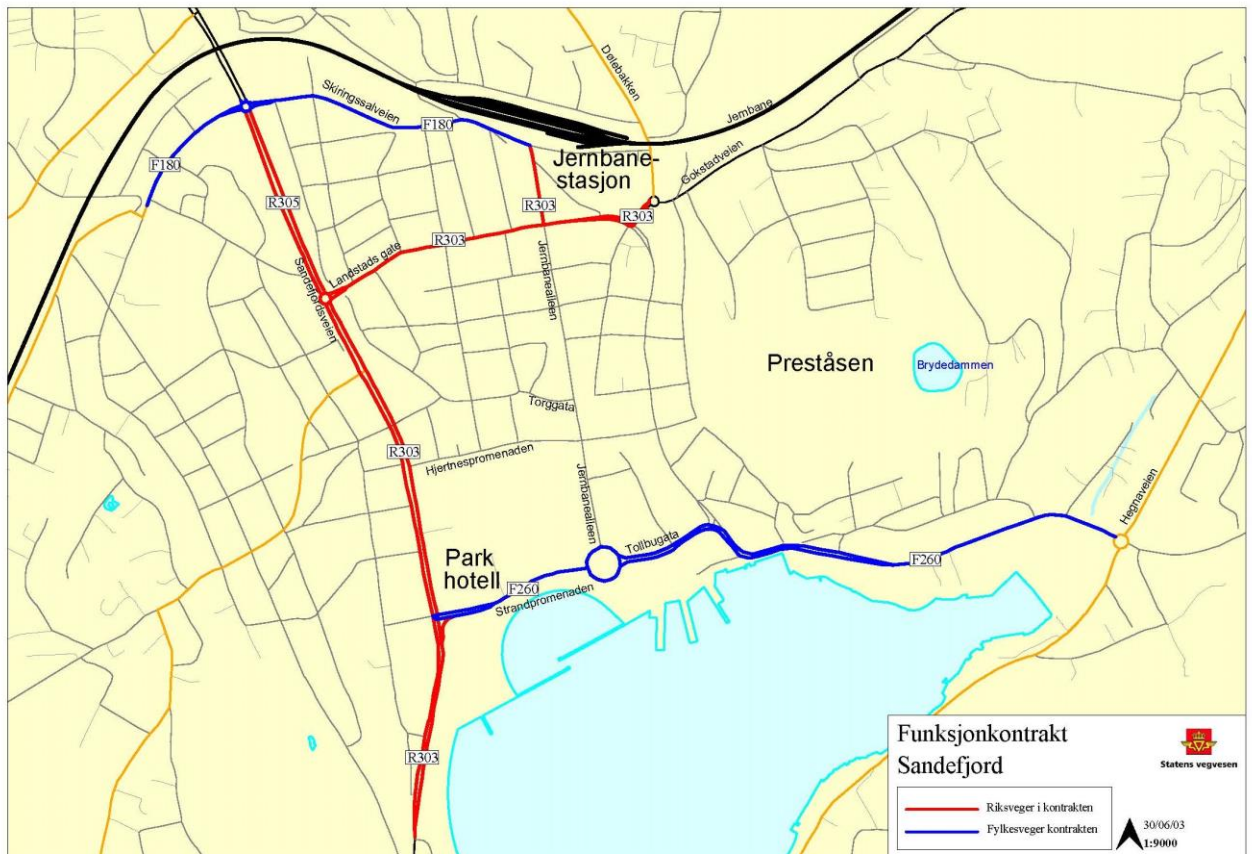 Dølebakken
Skiringssalveien
Jembane
F180
F180
Jernbane-
stasjon
Gokstadveien
R305
R303
R303
R303
Landstads gate
Jernbanealleen
Sandefjordsveien
Preståsen
Brydedammen
Torggata
R303
Hjertnespromenaden
Jernbanealleen
Hegnaveien
Tollbugata
Park
hotell
F260
F260
Strandpromenaden
R303
Funksjonkontrakt
Sandefjord
Statens vegvesen
Riksveger i kontrakten
Fylkesveger kontrakten
30/06/03
1:9000